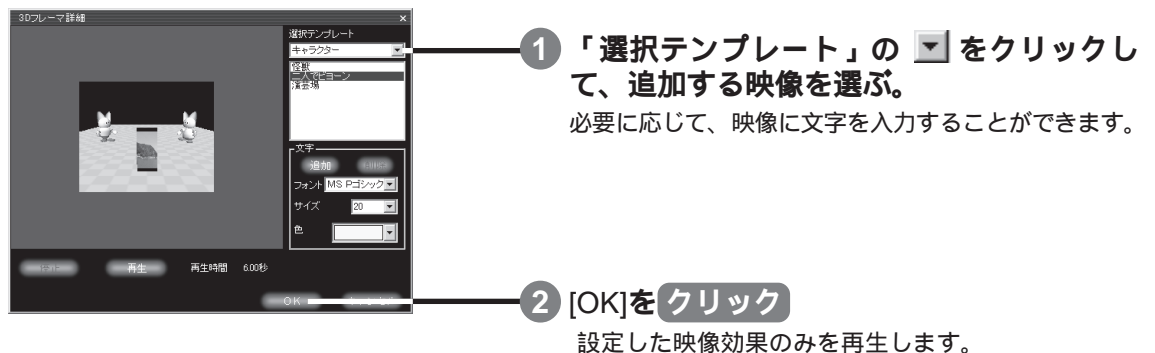 3Dフレーマ詳細
×
選択テンプレート
キャラクター
怪獣
二人でピヨーン
演芸場
文字
追加
フォント MS Pゴシック
サイズ 20
色
再生 再生時間 6.00秒
OK
1 「選択テンプレート」の をクリックし
て、追加する映像を選ぶ。
必要に応じて、映像に文字を入力することができます。
2 [OK]をクリック
設定した映像効果のみを再生します。